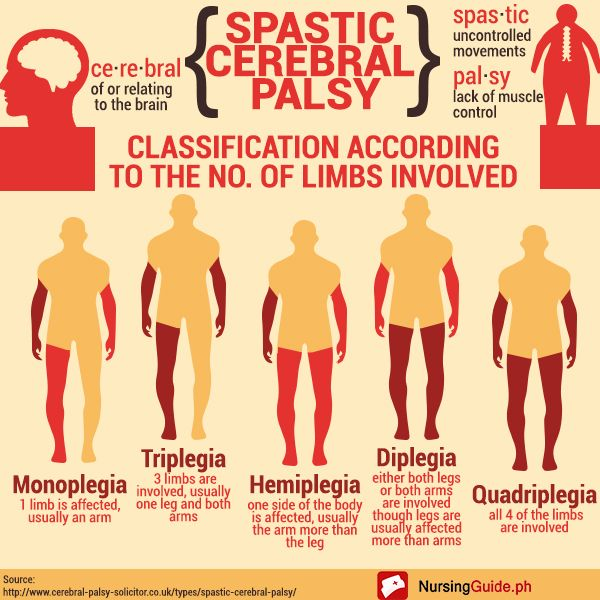 ce·re·bral
of or relating
to the brain
{SPASTIC
CEREBRAL
PALSY}
spas·tic
uncontrolled
movements
pal·sy
lack of muscle
control
CLASSIFICATION ACCORDING
TO THE NO. OF LIMBS INVOLVED
Monoplegia
1 limb is affected,
usually an arm
Triplegia
3 limbs are
involved, usually
one leg and both
arms
Hemiplegia
one side of the body
is affected, usually
the arm more than
the leg
Diplegia
either both legs
or both arms
are involved
though legs are
usually affected
more than arms
Quadriplegia
all 4 of the limbs
are involved
Source:
http://www.cerebral-palsy-solicitor.co.uk/types/spastic-cerebral-palsy/
NursingGuide.ph